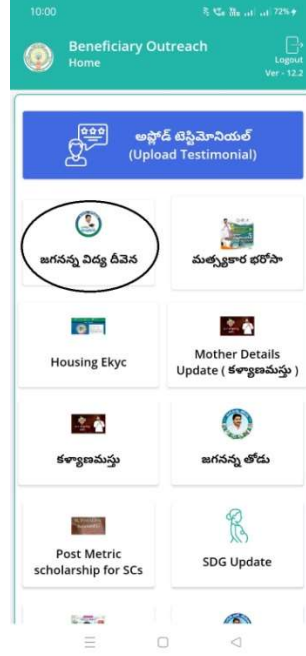 10:00
72%
Beneficiary Outreach
Home
Logout
Ver - 12.2
అప్లోడ్ టెస్టిమోనియల్
(Upload Testimonial)
జగనన్న విద్య దీవెన
మత్స్యకార భరోసా
Housing Ekyc
Mother Details
Update ( కళ్యాణమస్తు )
కళ్యాణమస్తు
జగనన్న తోడు
Post Metric
scholarship for SCs
SDG Update